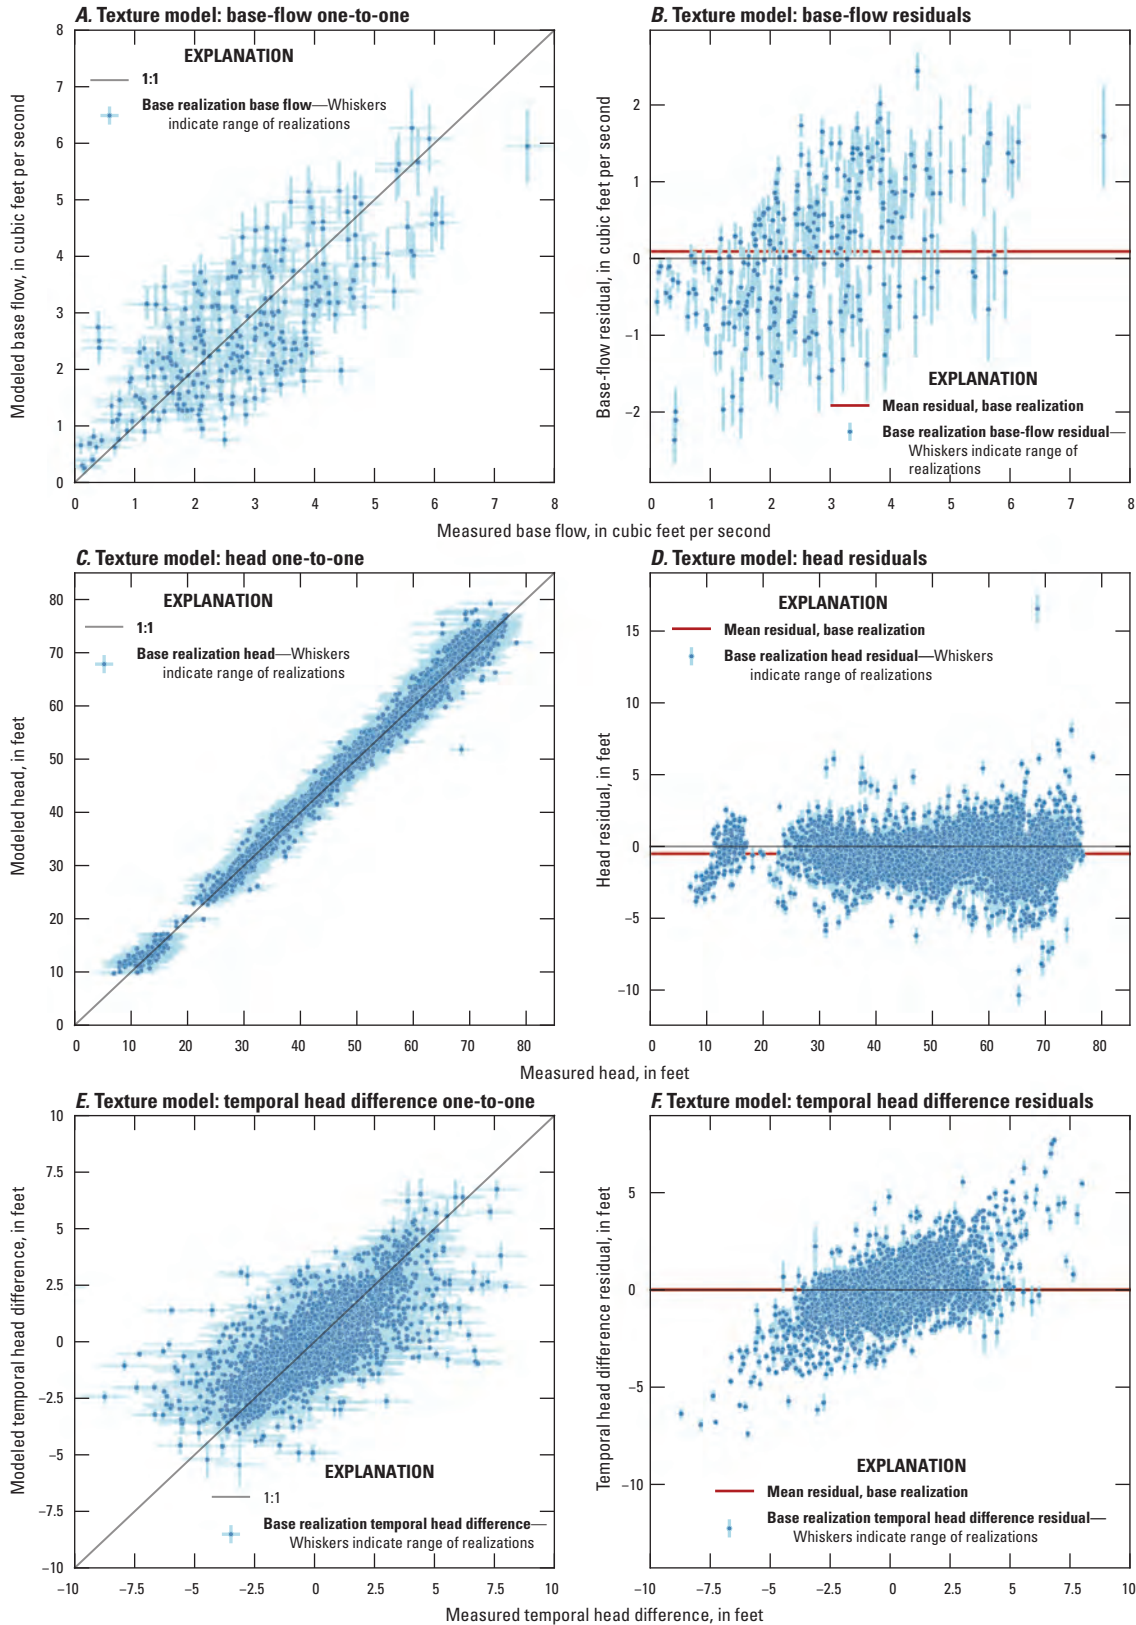 A. Texture model: base-flow one-to-one
8
7
6
5
4
3
2
1
0
0 1 2 3 4 5 6 7 8
Modeled base flow, in cubic feet per second
EXPLANATION
1:1
Base realization base flow—Whiskers
indicate range of realizations
B. Texture model: base-flow residuals
2
1
0
−1
−2
0 1 2 3 4 5 6 7 8
Base-flow residual, in cubic feet per second
EXPLANATION
Mean residual, base realization
Base realization base-flow residual—
Whiskers indicate range of
realizations
Measured base flow, in cubic feet per second
C. Texture model: head one-to-one
80
70
60
50
40
30
20
10
0
0 10 20 30 40 50 60 70 80
Modeled head, in feet
EXPLANATION
1:1
Base realization head—Whiskers
indicate range of realizations
D. Texture model: head residuals
15
10
5
0
−5
−10
0 10 20 30 40 50 60 70 80
Head residual, in feet
EXPLANATION
Mean residual, base realization
Base realization head residual—Whiskers
indicate range of realizations
Measured head, in feet
E. Texture model: temporal head difference one-to-one
10
7.5
5
2.5
0
−2.5
−5
−7.5
−10
−10 −7.5 −5 −2.5 0 2.5 5 7.5 10
Modeled temporal head difference, in feet
EXPLANATION
1:1
Base realization temporal head difference—
Whiskers indicate range of realizations
F. Texture model: temporal head difference residuals
5
0
−5
−10
−10 −7.5 −5 −2.5 0 2.5 5 7.5 10
Temporal head difference residual, in feet
EXPLANATION
Mean residual, base realization
Base realization temporal head difference residual—
Whiskers indicate range of realizations
Measured temporal head difference, in feet